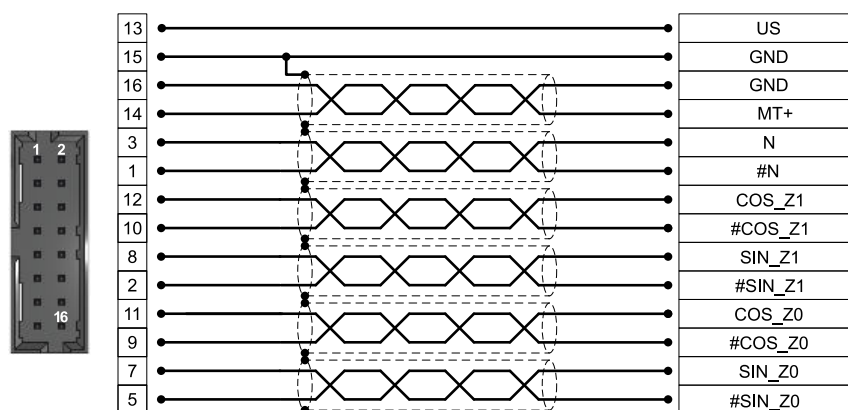 1 2
16
13 US
15 GND
16 GND
14 MT+
3 N
1 #N
12 COS_Z1
10 #COS_Z1
8 SIN_Z1
2 #SIN_Z1
11 COS_Z0
9 #COS_Z0
7 SIN_Z0
5 #SIN_Z0